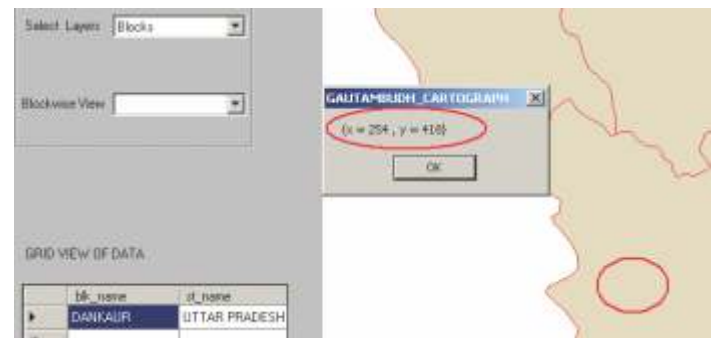 Select Layers Blocks
Blockwise View
GAUTAMBUDH_CARTOGRAPH
(x = 254 , y = 418)
OK
GRID VIEW OF DATA
blk_name st_name
DANKAUR UTTAR PRADESH